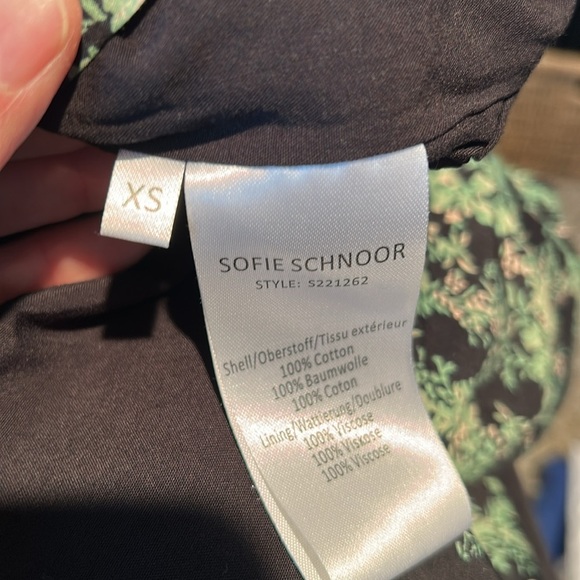 XS
SOFIE SCHNOOR
STYLE: S221262
Shell/Oberstoff/Tissu extérieur
100% Cotton
100% Baumwolle
100% Coton
Lining/Wattierung/Doublure
100% Viscose
100% Viskose
100% Viscose